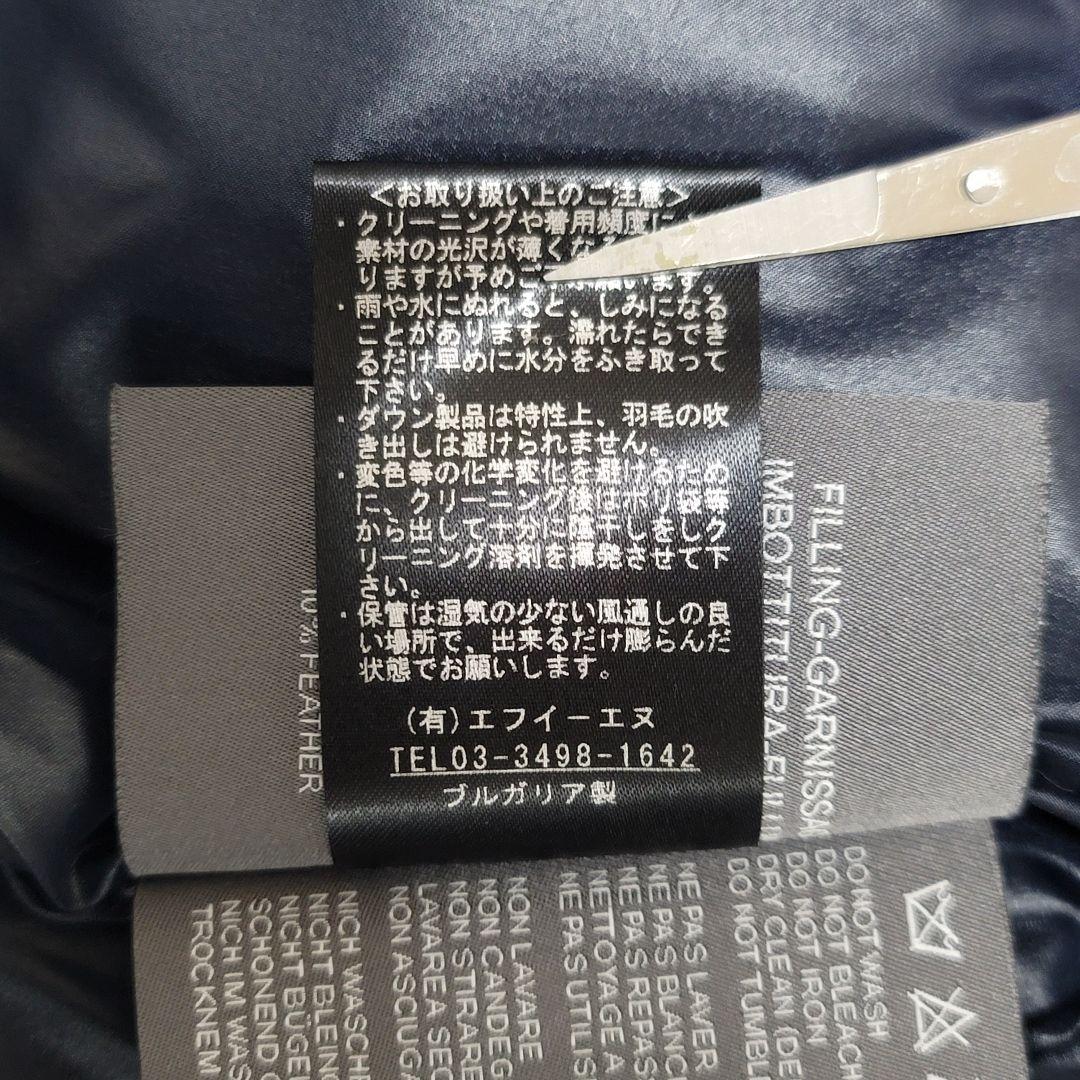 ＜お取り扱い上のご注意＞
・クリーニングや着用頻度に
素材の光沢が薄くなる
りますが予めご
・雨や水にぬれると、しみになる
ことがあります。濡れたらでき
るだけ早めに水分をふき取って
下さい。
・ダウン製品は特性上、羽毛の吹
き出しは避けられません。
・変色等の化学変化を避けるため
に、クリーニング後はポリ袋等
から出して十分に陰干しをしク
リーニング溶剤を揮発させて下
さい。
・保管は湿気の少ない風通しの良
い場所で、出来るだけ膨らんだ
状態でお願いします。
(有)エフイーエヌ
TEL03-3498-1642
ブルガリア製
FILLING-GARNISSA
IMBOTTITURA-FÜ
10% FEATHER
DO NOT WASH
DO NOT BLEACH
DO NOT IRON
DRY CLEAN (DE
DO NOT TUMBL
NE PAS LAVER
NE PAS BLANC
NE PAS REPAS
NETTOYAGE A
NE PAS UTILIS
NON LAVARE
NON CANDEG
NON STIRARE
LAVAREA SEC
NON ASCIUG
NICH WASCHE
NICHT BLEIN
NICHT BÜGE
SCHONEND C
NICH IM WAS
TROCKNEM